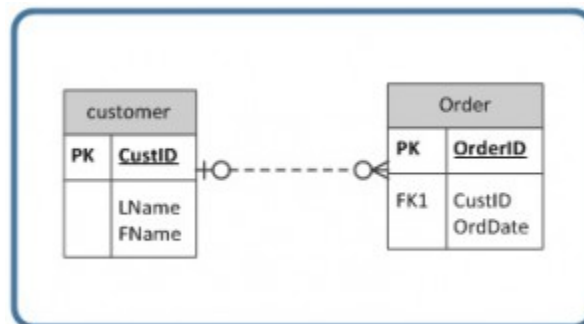 customer
PK CustID
LName
FName
Order
PK OrderID
FK1 CustID
OrdDate